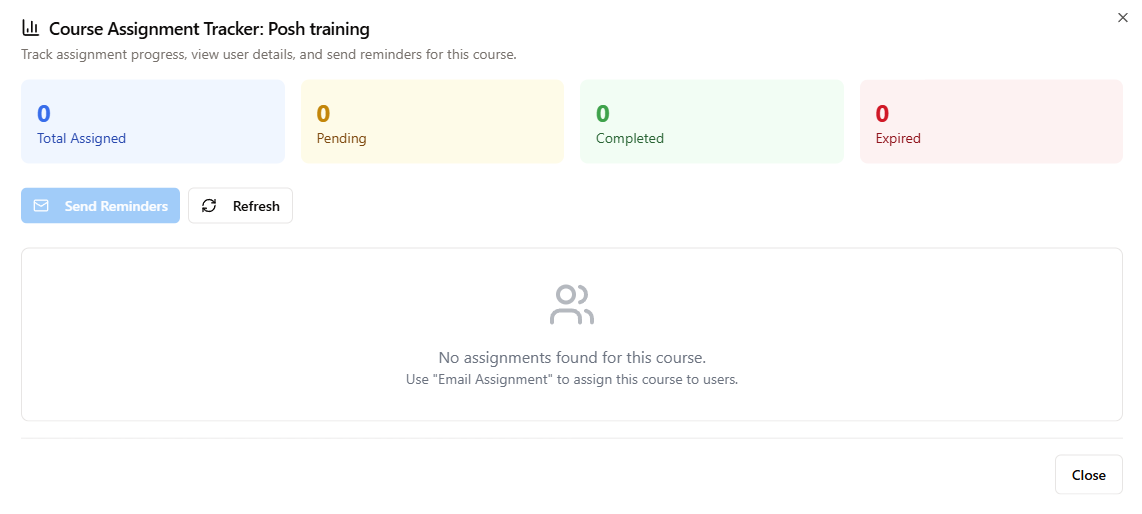 Course Assignment Tracker: Posh training
Track assignment progress, view user details, and send reminders for this course.
0
Total Assigned
0
Pending
0
Completed
0
Expired
Send Reminders
Refresh
No assignments found for this course.
Use "Email Assignment" to assign this course to users.
Close